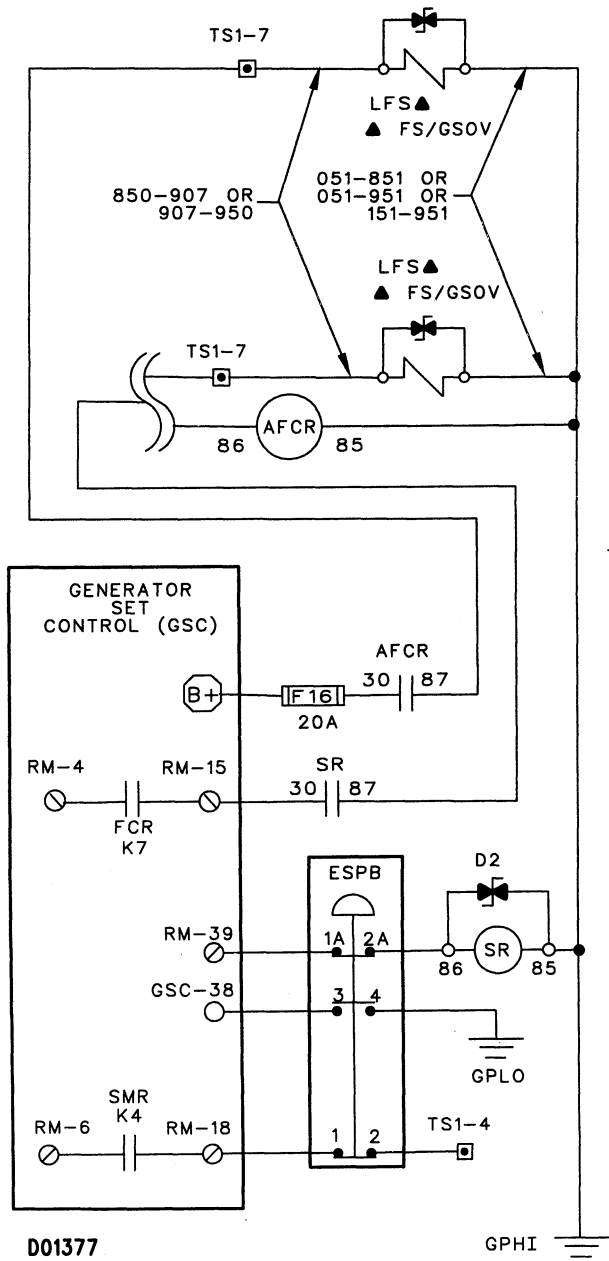 TS1-7
LFS▲
▲ FS/GSOV
850-907 OR
907-950
051-851 OR
051-951 OR
151-951
LFS▲
▲ FS/GSOV
TS1-7
86 AFCR 85
GENERATOR
SET
CONTROL (GSC)
AFCR
B+ F16 30 87
20A
RM-4 RM-15 SR
30 87
FCR
K7
ESPB D2
RM-39 1A 2A
86 SR 85
GSC-38 3 4
GPLO
SMR
K4
RM-6 RM-18 1 2 TS1-4
D01377 GPHI